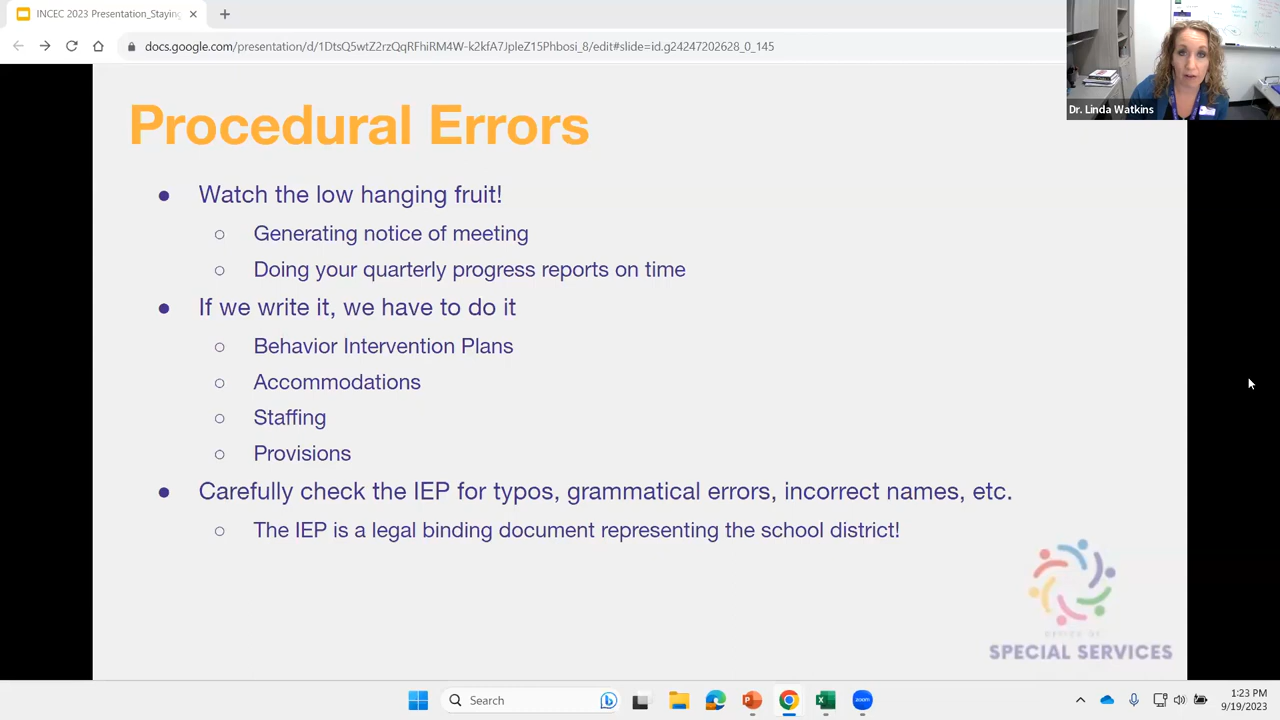 INCEC 2023 Presentation_Staying
docs.google.com/presentation/d/1DtsQ5wtZ2rzQqRFhiRM4W-k2kfA7JpleZ15Phbosi_8/edit#slide=id.g24247202628_0_145
Dr. Linda Watkins
Procedural Errors
Watch the low hanging fruit!
Generating notice of meeting
Doing your quarterly progress reports on time
If we write it, we have to do it
Behavior Intervention Plans
Accommodations
Staffing
Provisions
Carefully check the IEP for typos, grammatical errors, incorrect names, etc.
The IEP is a legal binding document representing the school district!
SPECIAL SERVICES
Search
1:23 PM
9/19/2023